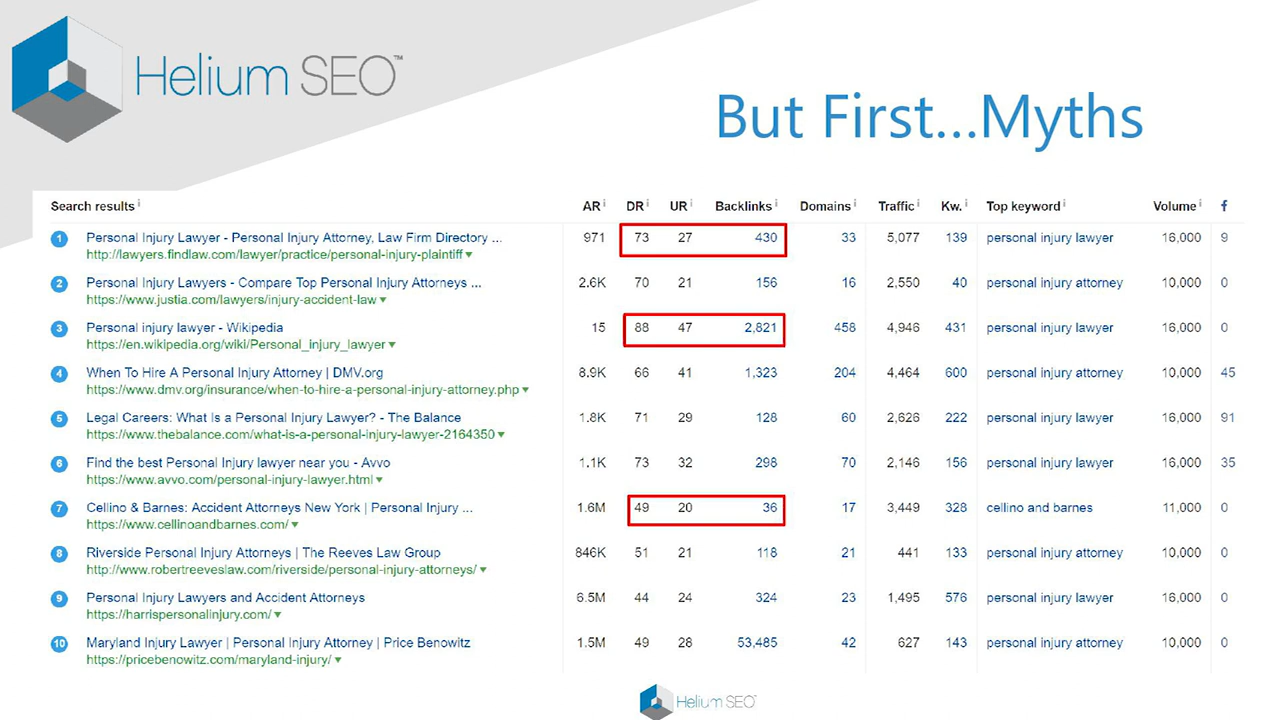 Helium SEO™
But First...Myths
Search results i AR i DR i UR i Backlinks i Domains i Traffic i Kw. i Top keyword i Volume i f
1 Personal Injury Lawyer - Personal Injury Attorney, Law Firm Directory ... 971 73 27 430 33 5,077 139 personal injury lawyer 16,000 9
http://lawyers.findlaw.com/lawyer/practice/personal-injury-plaintiff ▼
2 Personal Injury Lawyers - Compare Top Personal Injury Attorneys ... 2.6K 70 21 156 16 2,550 40 personal injury attorney 10,000 0
https://www.justia.com/lawyers/injury-accident-law ▼
3 Personal injury lawyer - Wikipedia 15 88 47 2,821 458 4,946 431 personal injury lawyer 16,000 0
https://en.wikipedia.org/wiki/Personal_injury_lawyer ▼
4 When To Hire A Personal Injury Attorney | DMV.org 8.9K 66 41 1,323 204 4,464 600 personal injury attorney 10,000 45
https://www.dmv.org/insurance/when-to-hire-a-personal-injury-attorney.php ▼
5 Legal Careers: What Is a Personal Injury Lawyer? - The Balance 1.8K 71 29 128 60 2,626 222 personal injury lawyer 16,000 91
https://www.thebalance.com/what-is-a-personal-injury-lawyer-2164350 ▼
6 Find the best Personal Injury lawyer near you - Avvo 1.1K 73 32 298 70 2,146 156 personal injury lawyer 16,000 35
https://www.avvo.com/personal-injury-lawyer.html ▼
7 Cellino & Barnes: Accident Attorneys New York | Personal Injury ... 1.6M 49 20 36 17 3,449 328 cellino and barnes 11,000 0
https://www.cellinoandbarnes.com/ ▼
8 Riverside Personal Injury Attorneys | The Reeves Law Group 846K 51 21 118 21 441 133 personal injury attorney 10,000 0
http://www.robertreeveslaw.com/riverside/personal-injury-attorneys/ ▼
9 Personal Injury Lawyers and Accident Attorneys 6.5M 44 24 324 23 1,495 576 personal injury lawyer 16,000 0
https://harrispersonalinjury.com/ ▼
10 Maryland Injury Lawyer | Personal Injury Attorney | Price Benowitz 1.5M 49 28 53,485 42 627 143 personal injury attorney 10,000 0
https://pricebenowitz.com/maryland-injury/ ▼
Helium SEO™